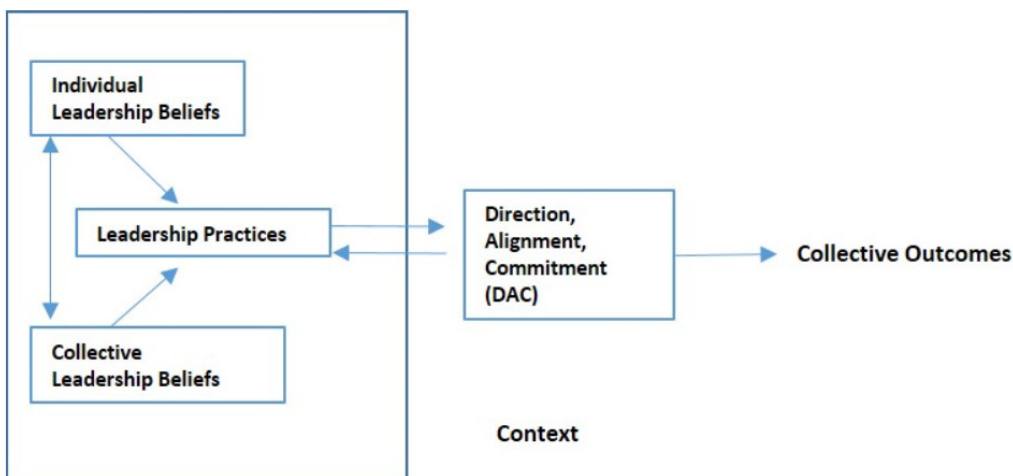 Individual
Leadership Beliefs
Leadership Practices
Collective
Leadership Beliefs
Direction,
Alignment,
Commitment
(DAC)
Collective Outcomes
Context